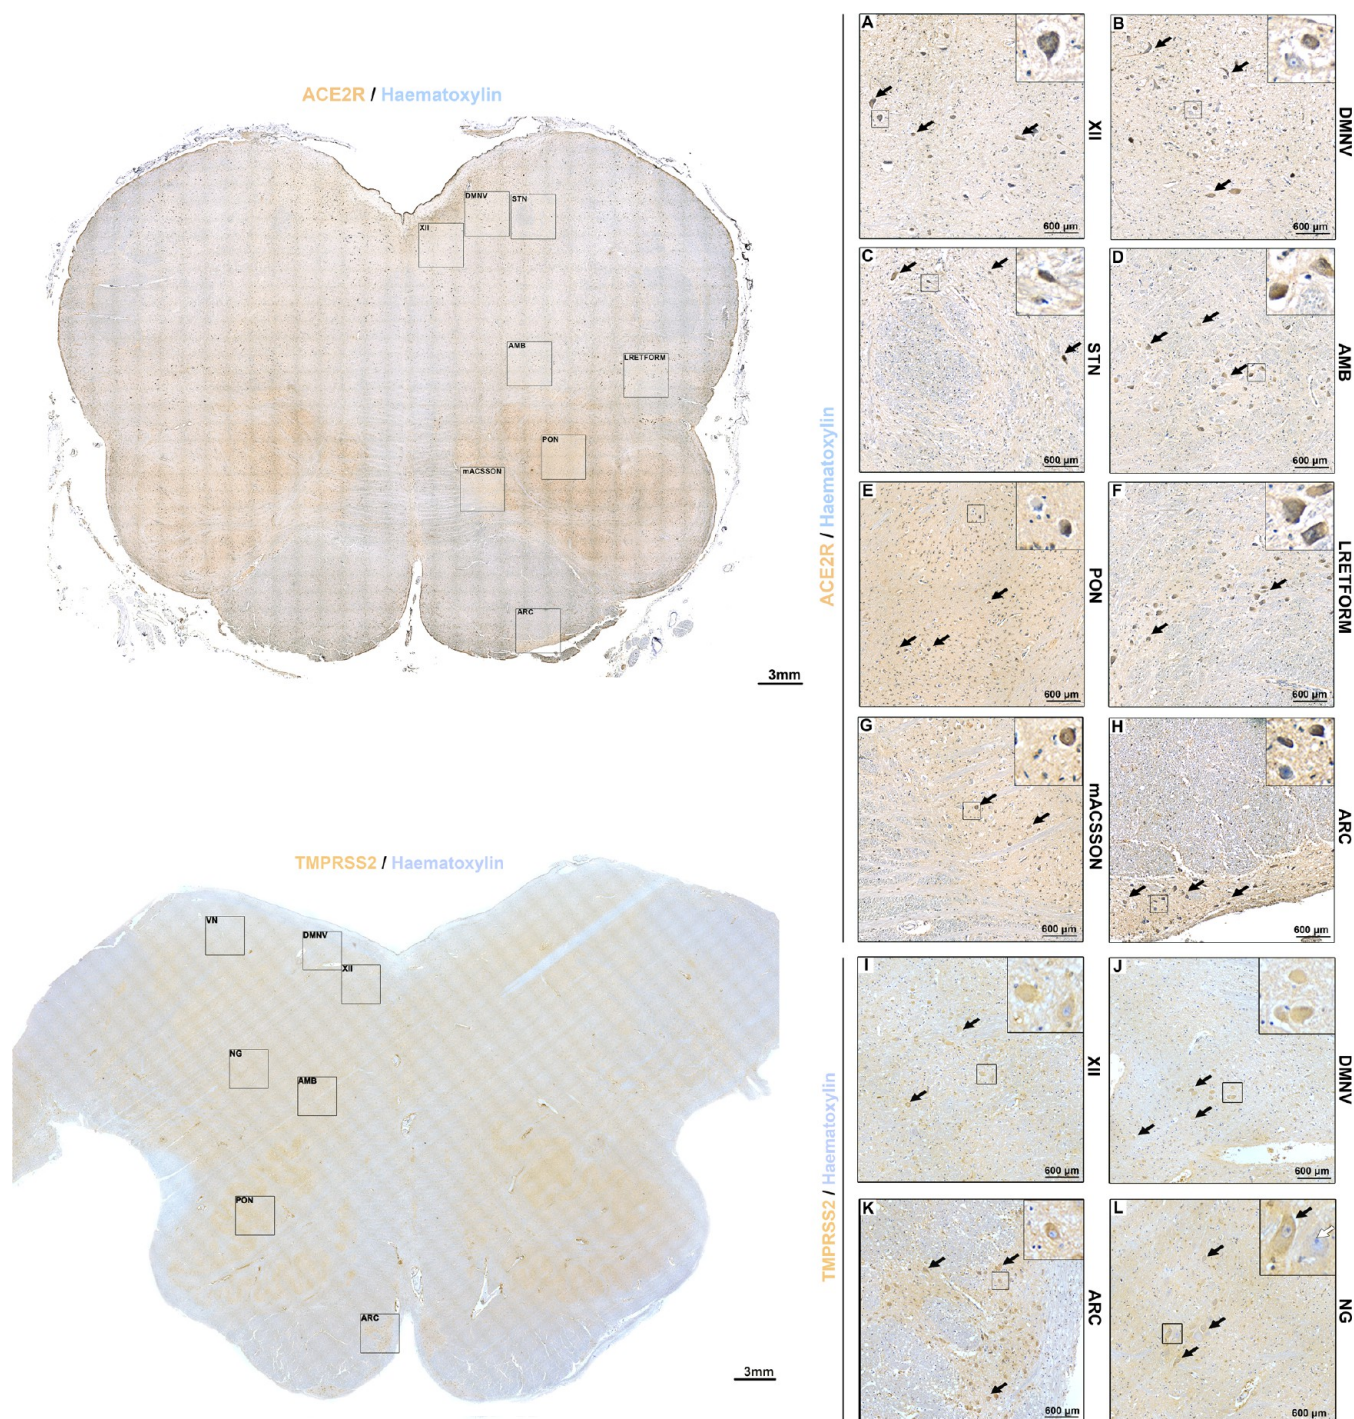 ACE2R / Haematoxylin
DMNV
STN
XII
AMB
LRETFORM
PON
mACSSON
ARC
3mm
TMPRSS2 / Haematoxylin
VN
DMNV
XII
NG
AMB
PON
ARC
3mm
ACE2R / Haematoxylin
A
600 µm
XII
B
600 µm
DMNV
C
600 µm
STN
D
600 µm
AMB
E
600 µm
PON
F
600 µm
LRETFORM
G
600 µm
mACSSON
H
600 µm
ARC
TMPRSS2 / Haematoxylin
I
600 µm
XII
J
600 µm
DMNV
K
600 µm
ARC
L
600 µm
NG